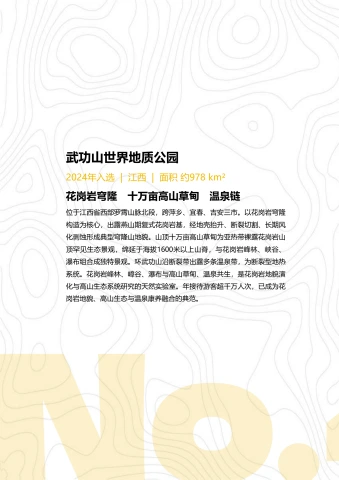 武功山世界地质公园
2024年入选 | 江西 | 面积 约978 km²
花岗岩穹隆 十万亩高山草甸 温泉链
位于江西省西部罗霄山脉北段，跨萍乡、宜春、吉安三市。以花岗岩穹隆
构造为核心，出露燕山期复式花岗岩基，经地壳抬升、断裂切割、长期风
化剥蚀形成典型穹隆山地貌。山顶十万亩高山草甸为亚热带裸露花岗岩山
顶罕见生态景观，绵延于海拔1600米以上山脊，与花岗岩峰林、峡谷、
瀑布组合成独特景观。环武功山沿断裂带出露多条温泉带，为断裂型地热
系统。花岗岩峰林、峰谷、瀑布与高山草甸、温泉共生，是花岗岩地貌演
化与高山生态系统研究的天然实验室。年接待游客超千万人次，已成为花
岗岩地貌、高山生态与温泉康养融合的典范。
No.